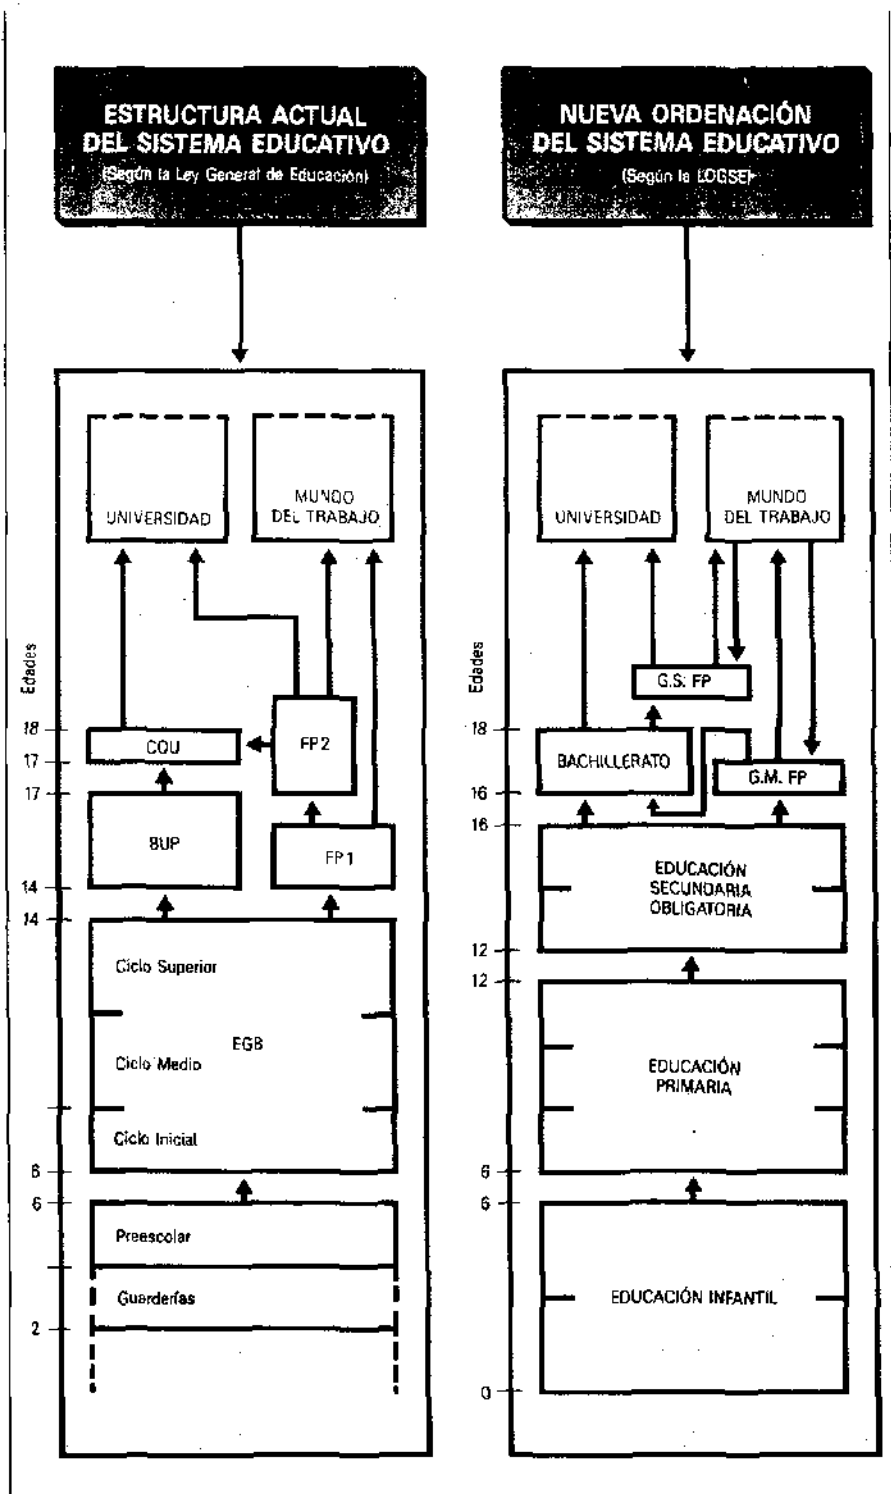 ESTRUCTURA ACTUAL
DEL SISTEMA EDUCATIVO
(Según la Ley General de Educación)
UNIVERSIDAD
MUNDO
DEL TRABAJO
Edades
18
17
COU
FP2
17
BUP
FP1
14
14
Ciclo Superior
EGB
Ciclo Medio
Ciclo Inicial
6
6
Preescolar
Guarderías
2
NUEVA ORDENACIÓN
DEL SISTEMA EDUCATIVO
(Según la LOGSE)
UNIVERSIDAD
MUNDO
DEL TRABAJO
Edades
G.S. FP
18
BACHILLERATO
G.M. FP
16
16
EDUCACIÓN
SECUNDARIA
OBLIGATORIA
12
12
EDUCACIÓN
PRIMARIA
6
6
EDUCACIÓN INFANTIL
0